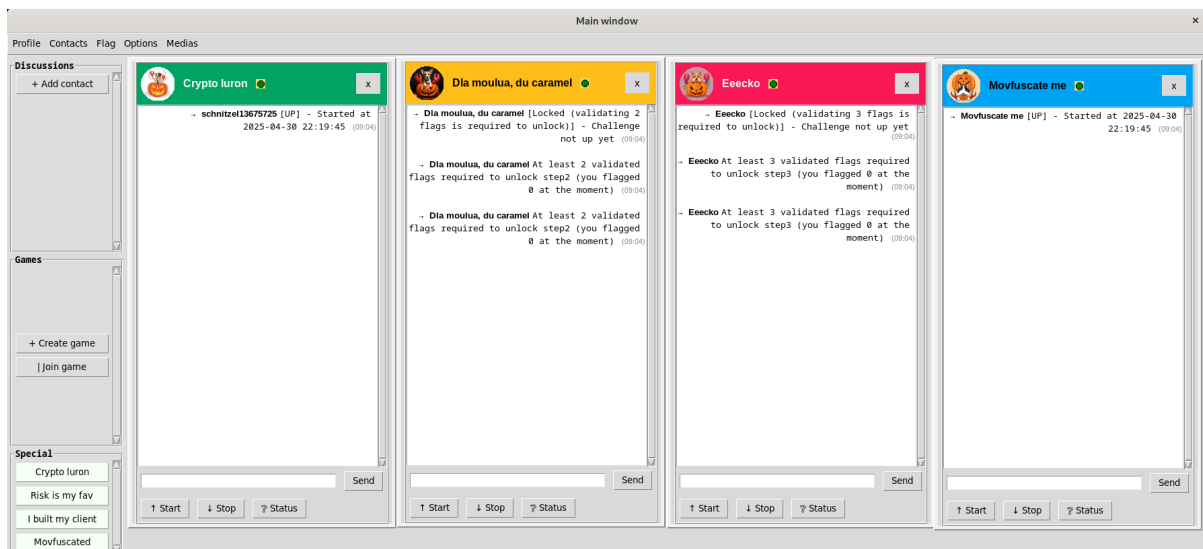 Main window
×
Profile Contacts Flag Options Medias
Discussions
+ Add contact
Games
+ Create game
| Join game
Special
Crypto luron
Risk is my fav
I built my client
Movfuscated
Crypto luron
x
→ schnitzel13675725 [UP] - Started at
2025-04-30 22:19:45 (09:04)
Send
↑ Start ↓ Stop ? Status
Dla moulua, du caramel
x
→ Dla moulua, du caramel [Locked (validating 2
flags is required to unlock)] - Challenge
not up yet (09:04)
→ Dla moulua, du caramel At least 2 validated
flags required to unlock step2 (you flagged
0 at the moment) (09:04)
→ Dla moulua, du caramel At least 2 validated
flags required to unlock step2 (you flagged
0 at the moment) (09:04)
Send
↑ Start ↓ Stop ? Status
Eeecko
x
→ Eeecko [Locked (validating 3 flags is
required to unlock)] - Challenge not up yet
(09:04)
→ Eeecko At least 3 validated flags required
to unlock step3 (you flagged 0 at the
moment) (09:04)
→ Eeecko At least 3 validated flags required
to unlock step3 (you flagged 0 at the
moment) (09:04)
Send
↑ Start ↓ Stop ? Status
Movfuscate me
x
→ Movfuscate me [UP] - Started at 2025-04-30
22:19:45 (09:04)
Send
↑ Start ↓ Stop ? Status